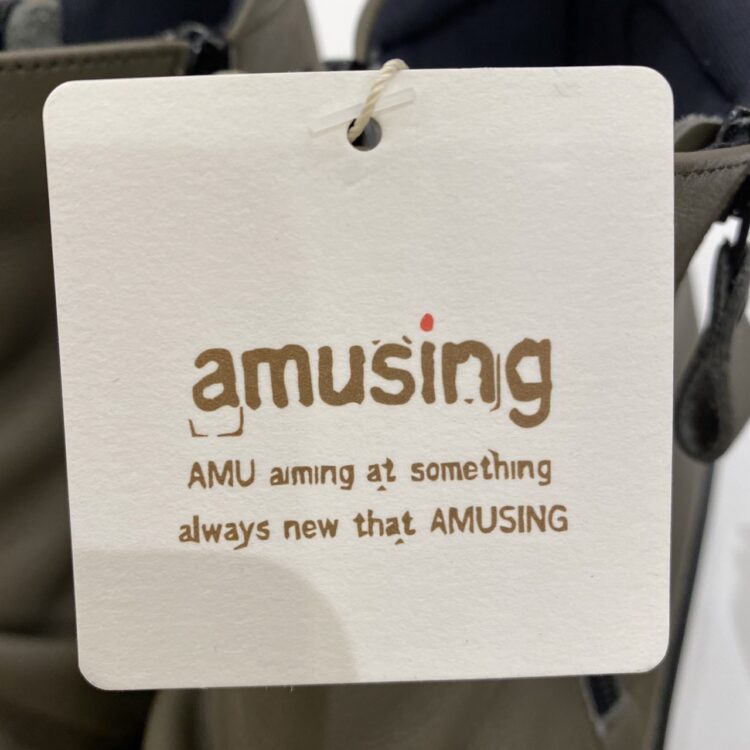 amusing
AMU aiming at something
always new that AMUSING